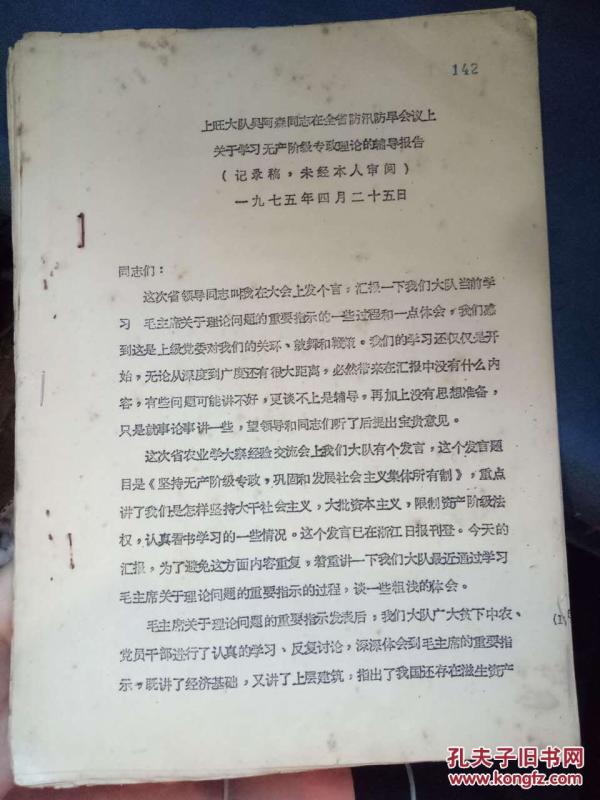 142
上旺大队吴阿森同志在全省防汛防旱会议上
关于学习无产阶级专政理论的辅导报告
（记录稿，未经本人审阅）
一九七五年四月二十五日
同志们：
这次省领导同志叫我在大会上发个言，汇报一下我们大队当前学
习　毛主席关于理论问题的重要指示的一些过程和一点体会，我们感
到这是上级党委对我们的关环、鼓舞和鞭策。我们的学习还仅仅是开
始，无论从深度到广度还有很大距离，必然带来在汇报中没有什么内
容，有些问题可能讲不好，更谈不上是辅导，再加上没有思想准备，
只是就事论事讲一些，望领导和同志们听了后提出宝贵意见。
这次省农业学大寨经验交流会上我们大队有个发言，这个发言题
目是《坚持无产阶级专政，巩固和发展社会主义集体所有制》，重点
讲了我们是怎样坚持大干社会主义，大批资本主义，限制资产阶级法
权，认真看书学习的一些情况。这个发言已在浙江日报刊登。今天的
汇报，为了避免这方面内容重复，着重讲一下我们大队最近通过学习
毛主席关于理论问题的重要指示的过程，谈一些粗浅的体会。
毛主席关于理论问题的重要指示发表后，我们大队广大贫下中农、
党员干部进行了认真的学习、反复讨论，深深体会到毛主席的重要指
示，既讲了经济基础，又讲了上层建筑，指出了我国还存在滋生资产
孔夫子旧书网
www.kongfz.com